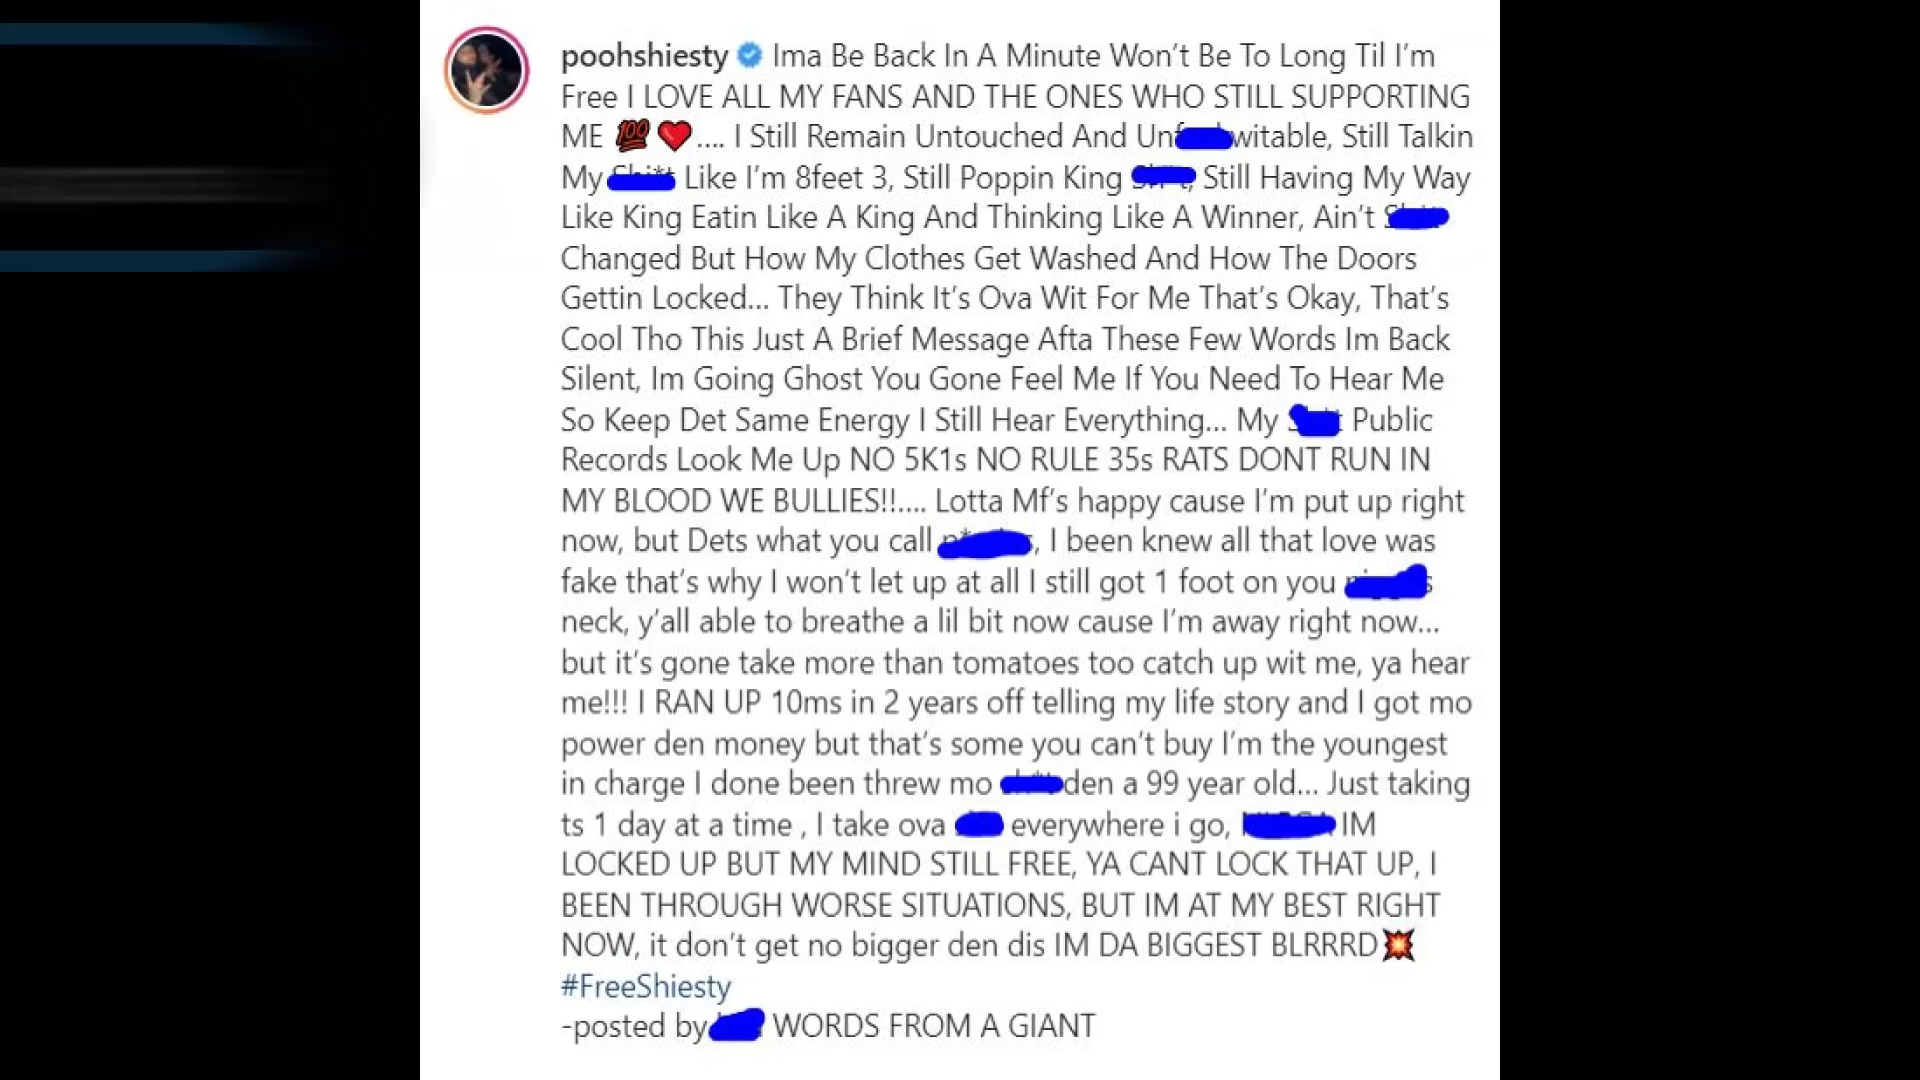 poohshiesty Ima Be Back In A Minute Won't Be To Long Til I'm
Free I LOVE ALL MY FANS AND THE ONES WHO STILL SUPPORTING
ME 💯❤️.... I Still Remain Untouched And Unf witable, Still Talkin
My Like I'm 8feet 3, Still Poppin King Still Having My Way
Like King Eatin Like A King And Thinking Like A Winner, Ain't
Changed But How My Clothes Get Washed And How The Doors
Gettin Locked... They Think It's Ova Wit For Me That's Okay, That's
Cool Tho This Just A Brief Message Afta These Few Words Im Back
Silent, Im Going Ghost You Gone Feel Me If You Need To Hear Me
So Keep Det Same Energy I Still Hear Everything... My Public
Records Look Me Up NO 5K1s NO RULE 35s RATS DONT RUN IN
MY BLOOD WE BULLIES!!.... Lotta Mf's happy cause I'm put up right
now, but Dets what you call , I been knew all that love was
fake that's why I won't let up at all I still got 1 foot on you
neck, y'all able to breathe a lil bit now cause I'm away right now...
but it's gone take more than tomatoes too catch up wit me, ya hear
me!!! I RAN UP 10ms in 2 years off telling my life story and I got mo
power den money but that's some you can't buy I'm the youngest
in charge I done been threw mo den a 99 year old... Just taking
ts 1 day at a time , I take ova everywhere i go, IM
LOCKED UP BUT MY MIND STILL FREE, YA CANT LOCK THAT UP, I
BEEN THROUGH WORSE SITUATIONS, BUT IM AT MY BEST RIGHT
NOW, it don't get no bigger den dis IM DA BIGGEST BLRRRD💥
#FreeShiesty
-posted by WORDS FROM A GIANT